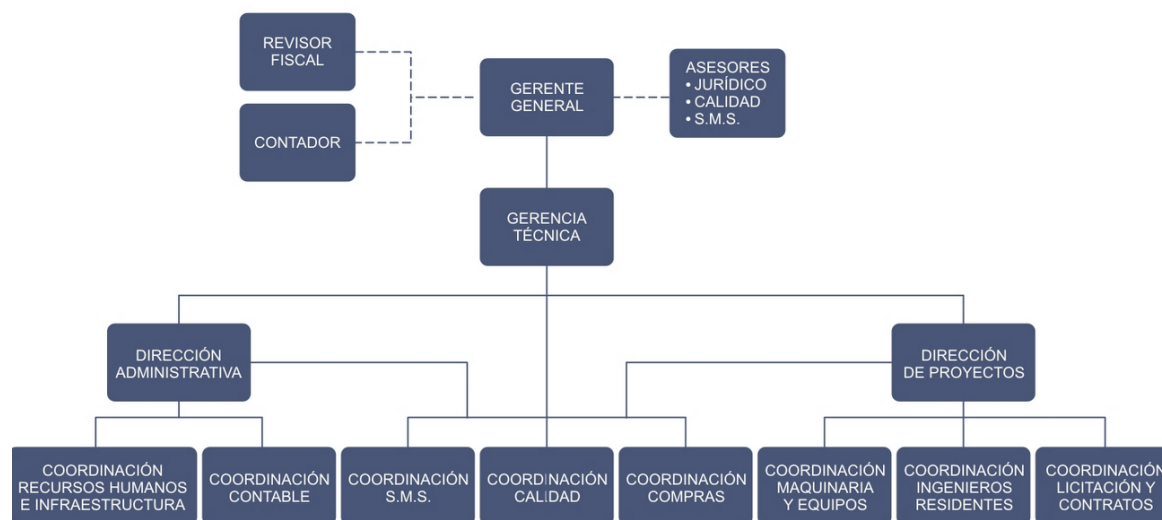 REVISOR
FISCAL
CONTADOR
GERENTE
GENERAL
ASESORES
• JURÍDICO
• CALIDAD
• S.M.S.
GERENCIA
TÉCNICA
DIRECCIÓN
ADMINISTRATIVA
DIRECCIÓN
DE PROYECTOS
COORDINACIÓN
RECURSOS HUMANOS
E INFRAESTRUCTURA
COORDINACIÓN
CONTABLE
COORDINACIÓN
S.M.S.
COORDINACIÓN
CALIDAD
COORDINACIÓN
COMPRAS
COORDINACIÓN
MAQUINARIA
Y EQUIPOS
COORDINACIÓN
INGENIEROS
RESIDENTES
COORDINACIÓN
LICITACIÓN Y
CONTRATOS